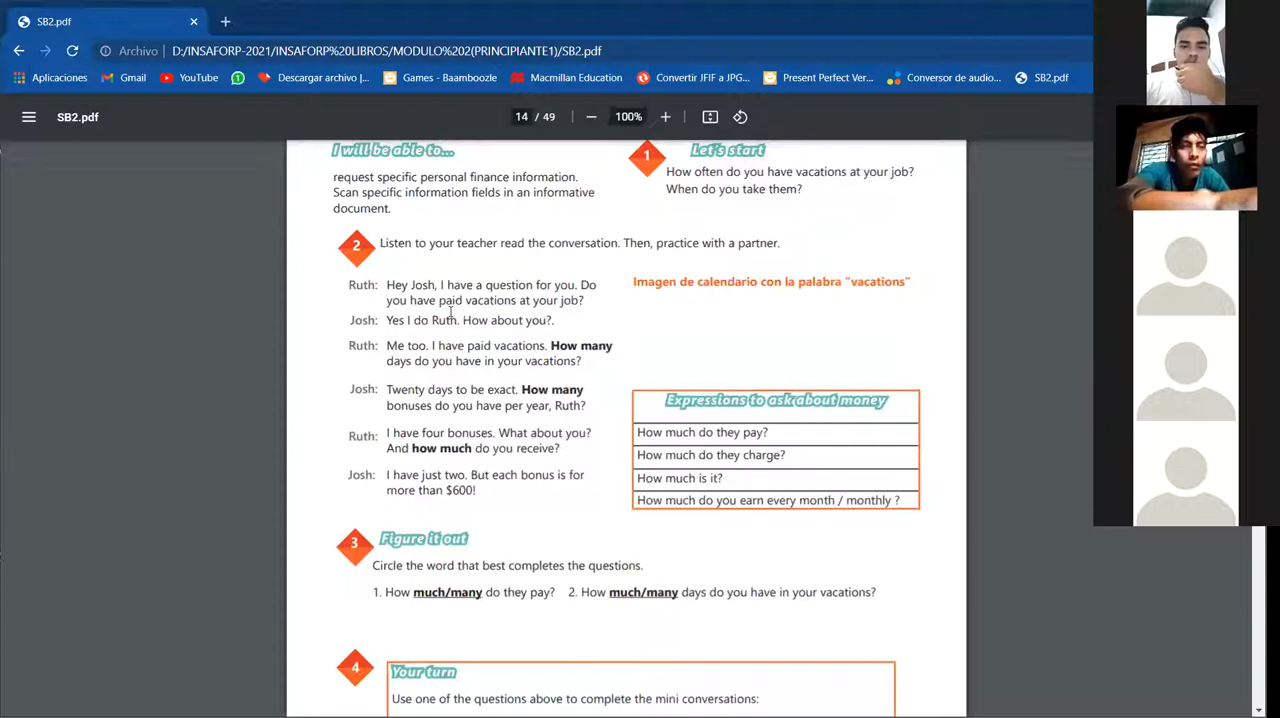 SB2.pdf
Archivo
D:/INSAFORP-2021/INSAFORP%20LIBROS/MODULO%202(PRINCIPIANTE1)/SB2.pdf
Aplicaciones
Gmail
YouTube
Descargar archivo |...
Games - Baamboozle
Macmillan Education
Convertir JFIF a JPG...
Present Perfect Ver...
Conversor de audio...
SB2.pdf
SB2.pdf
14 / 49
100%
I will be able to...
request specific personal finance information.
Scan specific information fields in an informative
document.
1
Let's start
How often do you have vacations at your job?
When do you take them?
2
Listen to your teacher read the conversation. Then, practice with a partner.
Ruth: Hey Josh, I have a question for you. Do
you have paid vacations at your job?
Josh: Yes I do Ruth. How about you?.
Ruth: Me too. I have paid vacations. How many
days do you have in your vacations?
Josh: Twenty days to be exact. How many
bonuses do you have per year, Ruth?
Ruth: I have four bonuses. What about you?
And how much do you receive?
Josh: I have just two. But each bonus is for
more than $600!
Imagen de calendario con la palabra "vacations"
Expressions to ask about money
How much do they pay?
How much do they charge?
How much is it?
How much do you earn every month / monthly ?
3
Figure it out
Circle the word that best completes the questions.
1. How much/many do they pay? 2. How much/many days do you have in your vacations?
4
Your turn
Use one of the questions above to complete the mini conversations: